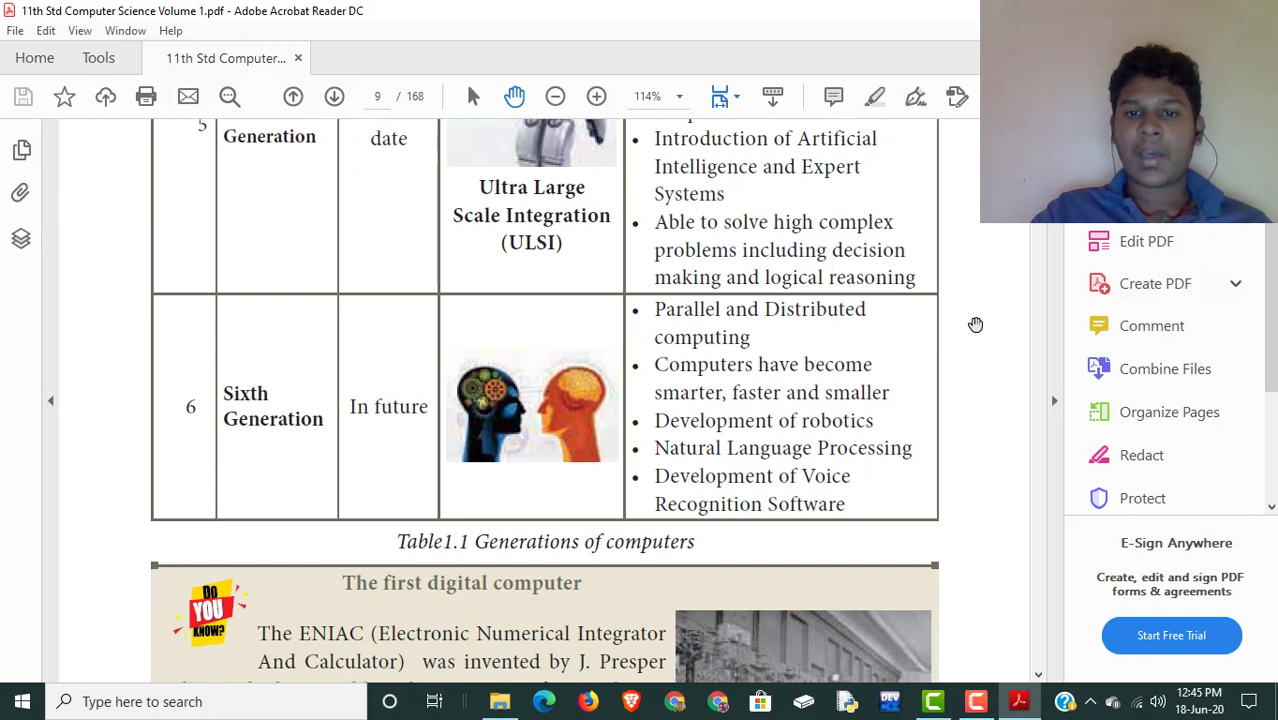 11th Std Computer Science Volume 1.pdf - Adobe Acrobat Reader DC
File Edit View Window Help
Home Tools 11th Std Computer... ×
9 / 168 114%
5 Generation date
Ultra Large
Scale Integration
(ULSI)
• Introduction of Artificial
Intelligence and Expert
Systems
• Able to solve high complex
problems including decision
making and logical reasoning
6
Sixth
Generation
In future
• Parallel and Distributed
computing
• Computers have become
smarter, faster and smaller
• Development of robotics
• Natural Language Processing
• Development of Voice
Recognition Software
Table1.1 Generations of computers
DO
YOU
KNOW?
The first digital computer
The ENIAC (Electronic Numerical Integrator
And Calculator) was invented by J. Presper
Edit PDF
Create PDF
Comment
Combine Files
Organize Pages
Redact
Protect
E-Sign Anywhere
Create, edit and sign PDF
forms & agreements
Start Free Trial
Type here to search
DEV
12:45 PM
18-Jun-20